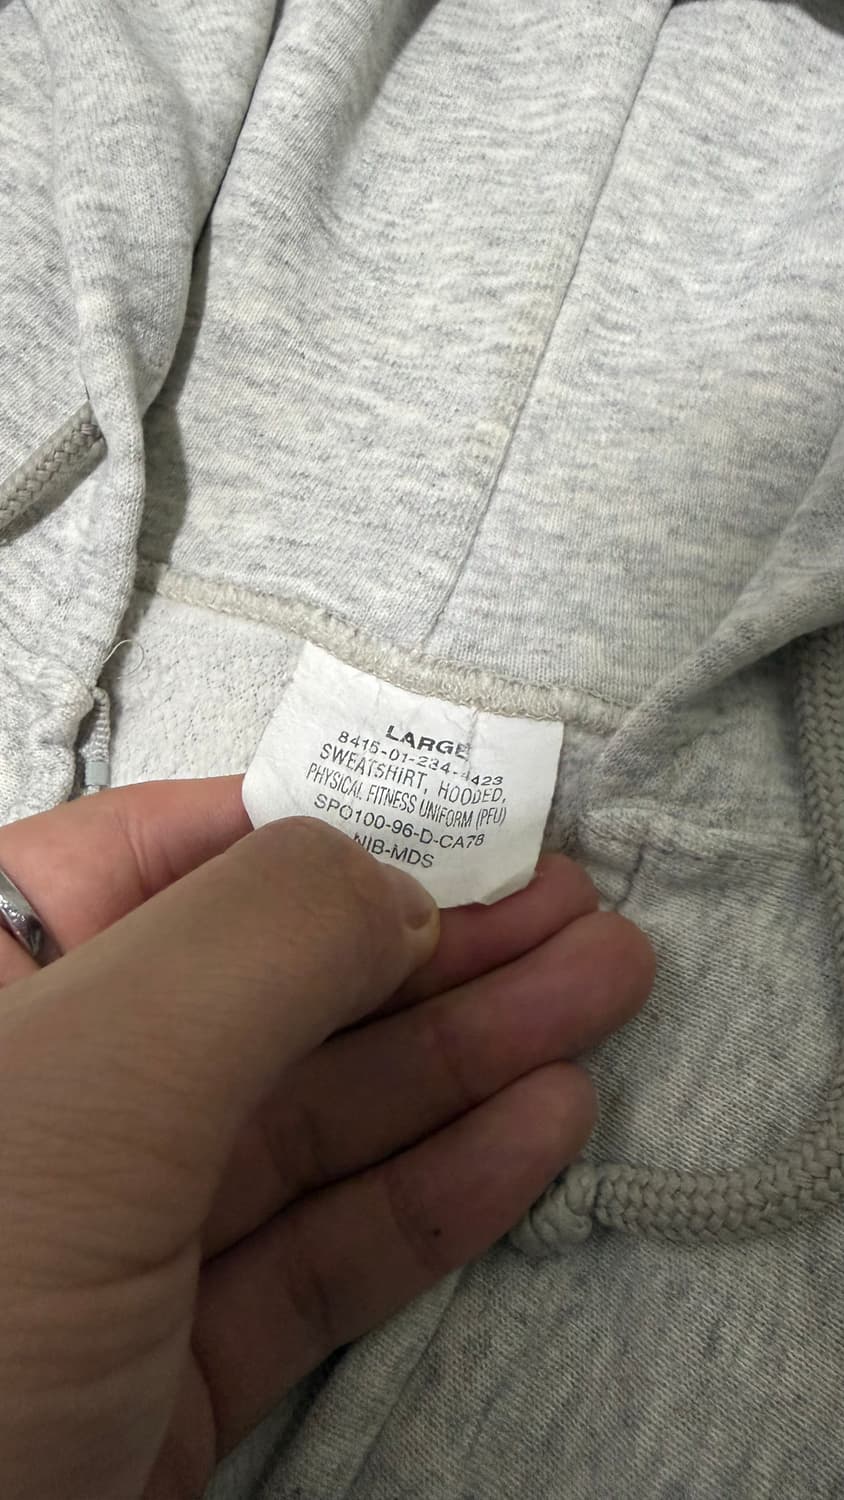 LARGE
8415-01-234-4423
SWEATSHIRT, HOODED,
PHYSICAL FITNESS UNIFORM (PFU)
SPO100-96-D-CA78
NIB-MDS